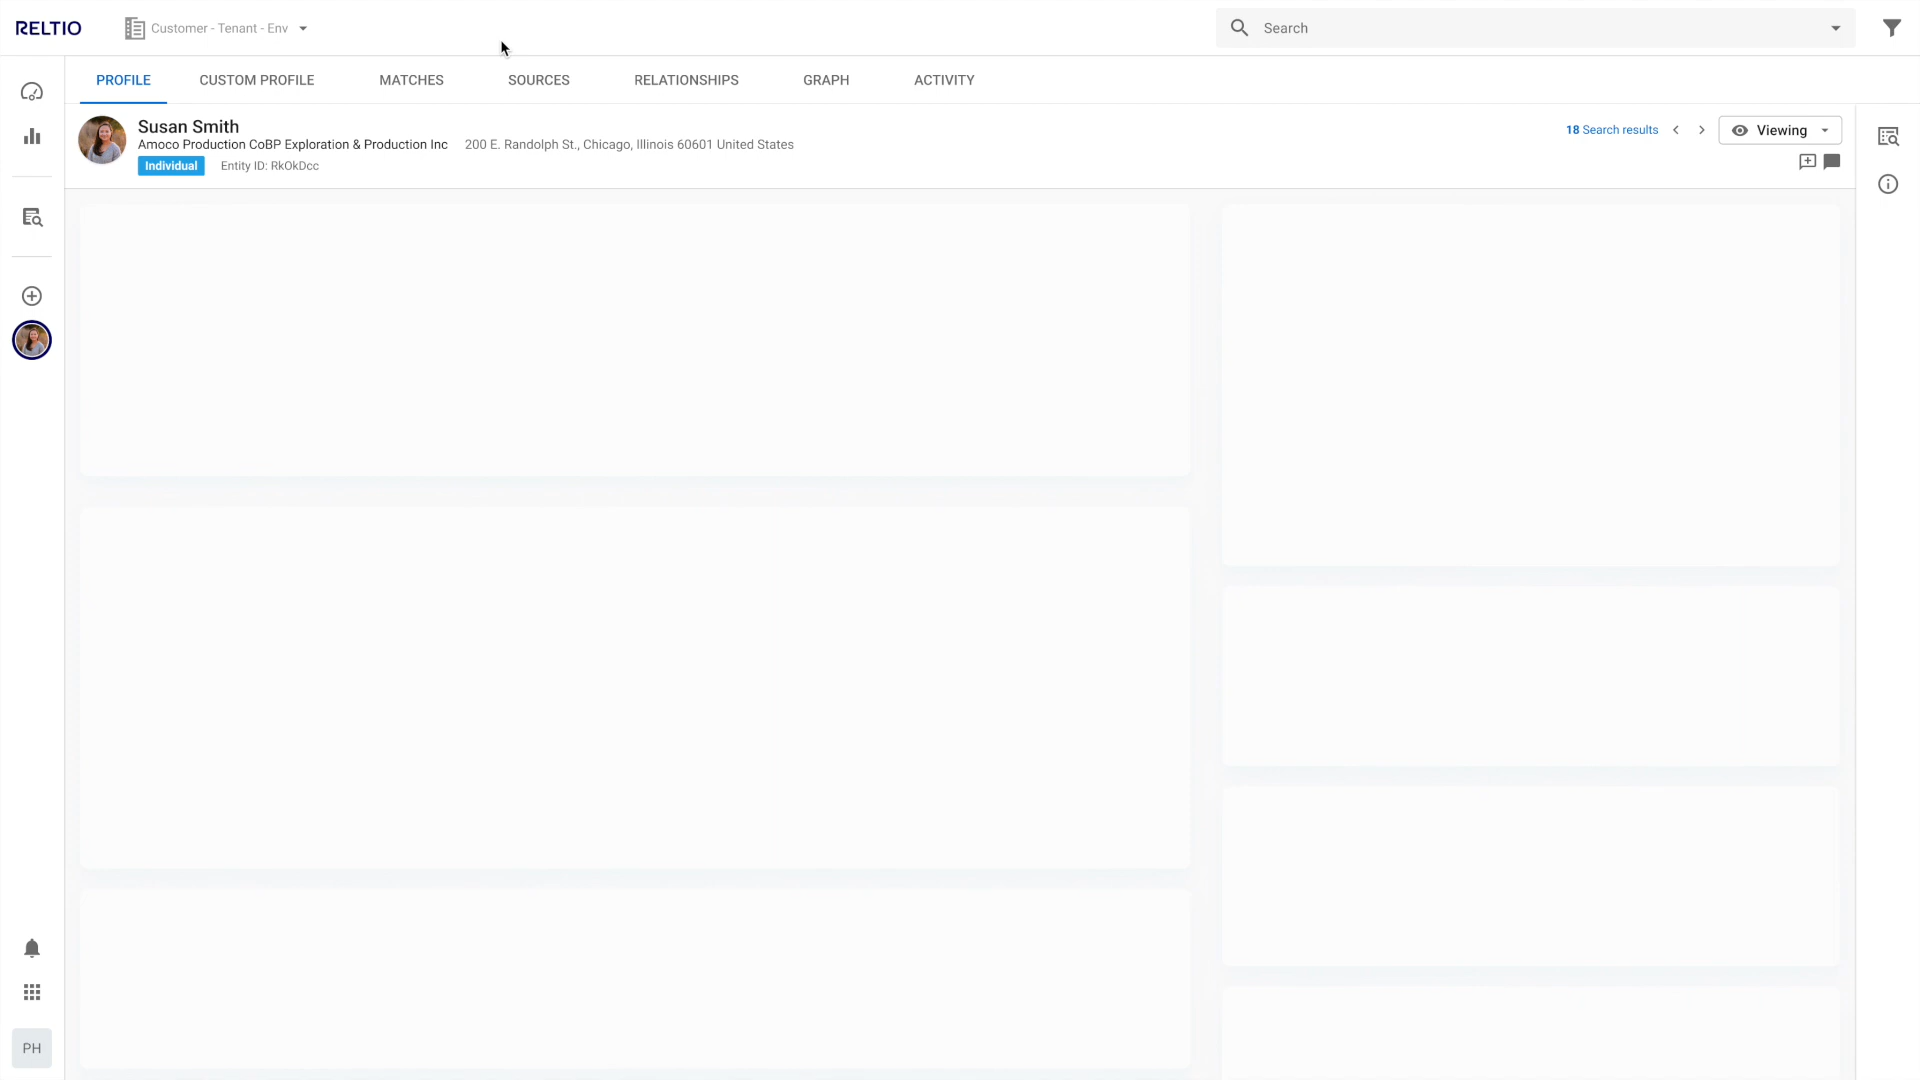 RELTIO
Customer - Tenant - Env
Search
PROFILE
CUSTOM PROFILE
MATCHES
SOURCES
RELATIONSHIPS
GRAPH
ACTIVITY
Susan Smith
Amoco Production CoBP Exploration & Production Inc
200 E. Randolph St., Chicago, Illinois 60601 United States
Individual
Entity ID: RkOkDcc
18 Search results
Viewing
PH